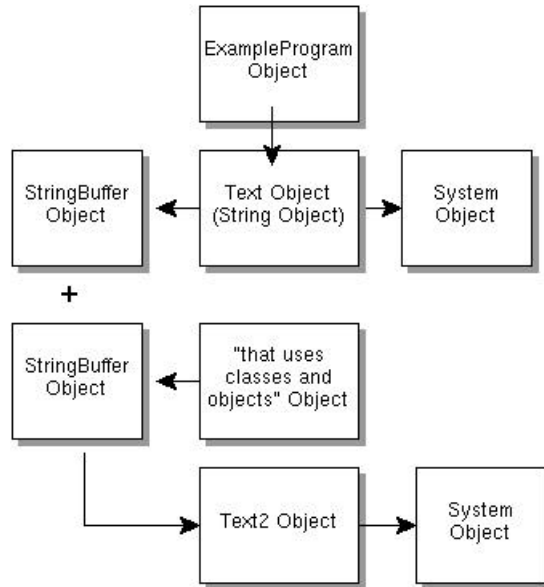 ExampleProgram
Object
StringBuffer
Object
Text Object
(String Object)
System
Object
+
StringBuffer
Object
"that uses
classes and
objects" Object
Text2 Object
System
Object